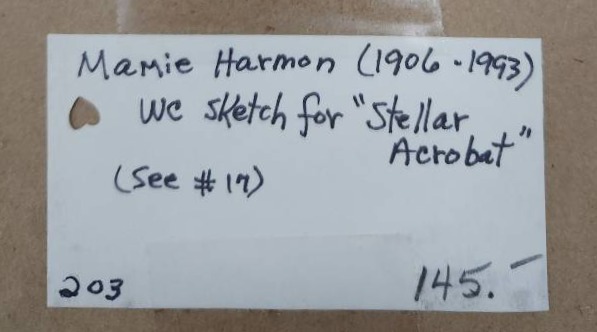 Mamie Harmon (1906-1993)
WC Sketch for "Stellar
Acrobat"
(See #17)
203
145.-